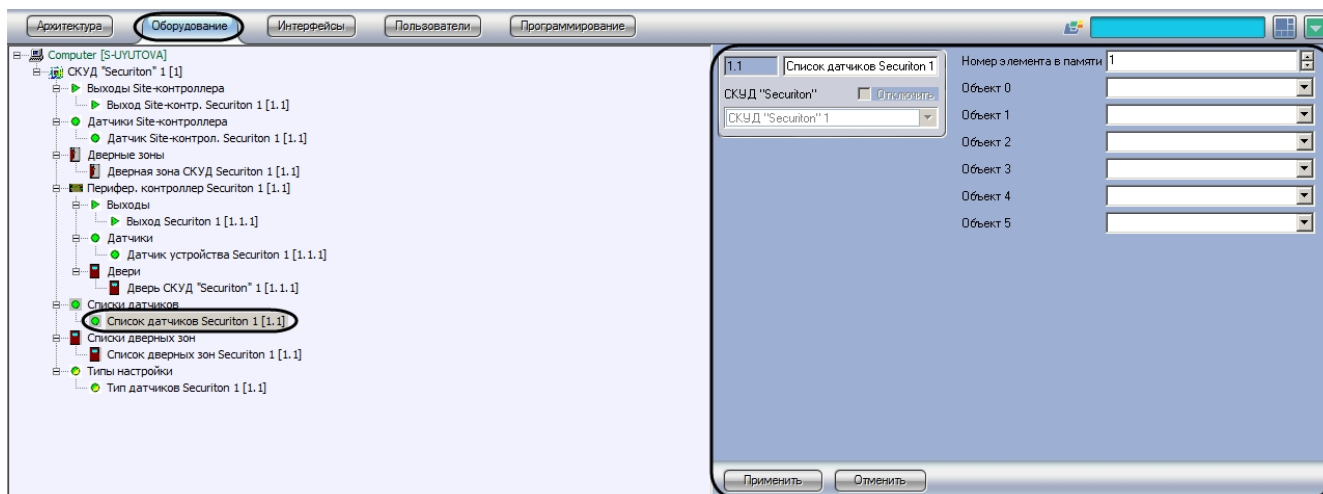 Архитектура Оборудование Интерфейсы Пользователи Программирование
Computer [S-UYUTOVA]
СКУД "Securiton" 1 [1]
Выходы Site-контроллера
Выход Site-контр. Securiton 1 [1.1]
Датчики Site-контроллера
Датчик Site-контрол. Securiton 1 [1.1]
Дверные зоны
Дверная зона СКУД Securiton 1 [1.1]
Перифер. контроллер Securiton 1 [1.1]
Выходы
Выход Securiton 1 [1.1.1]
Датчики
Датчик устройства Securiton 1 [1.1.1]
Двери
Дверь СКУД "Securiton" 1 [1.1.1]
Списки датчиков
Список датчиков Securiton 1 [1.1]
Списки дверных зон
Список дверных зон Securiton 1 [1.1]
Типы настройки
Тип датчиков Securiton 1 [1.1]
1.1 Список датчиков Securiton 1
СКУД "Securiton" Отключить
СКУД "Securiton" 1
Номер элемента в памяти 1
Объект 0
Объект 1
Объект 2
Объект 3
Объект 4
Объект 5
Применить Отменить